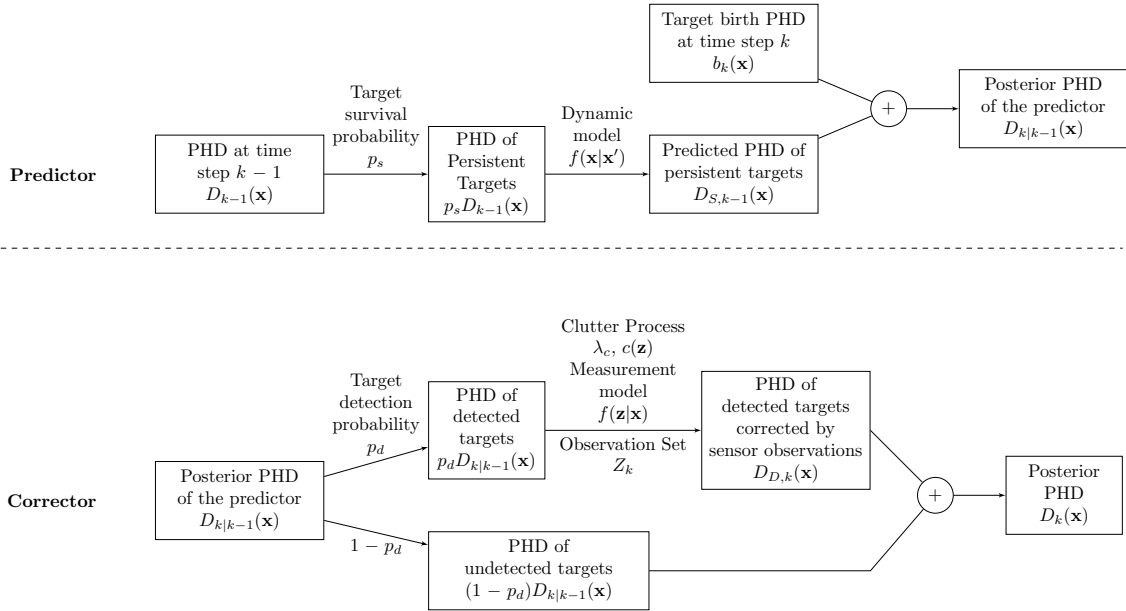 Predictor
PHD at time
step k − 1
D_{k−1}(x)
Target
survival
probability
p_s
PHD of
Persistent
Targets
p_sD_{k−1}(x)
Dynamic
model
f(x|x′)
Target birth PHD
at time step k
b_k(x)
Predicted PHD of
persistent targets
D_{S,k−1}(x)
+
Posterior PHD
of the predictor
D_{k|k−1}(x)
Corrector
Posterior PHD
of the predictor
D_{k|k−1}(x)
Target
detection
probability
p_d
1 − p_d
PHD of
detected
targets
p_dD_{k|k−1}(x)
PHD of
undetected targets
(1 − p_d)D_{k|k−1}(x)
Clutter Process
λ_c, c(z)
Measurement
model
f(z|x)
Observation Set
Z_k
PHD of
detected targets
corrected by
sensor observations
D_{D,k}(x)
+
Posterior
PHD
D_k(x)